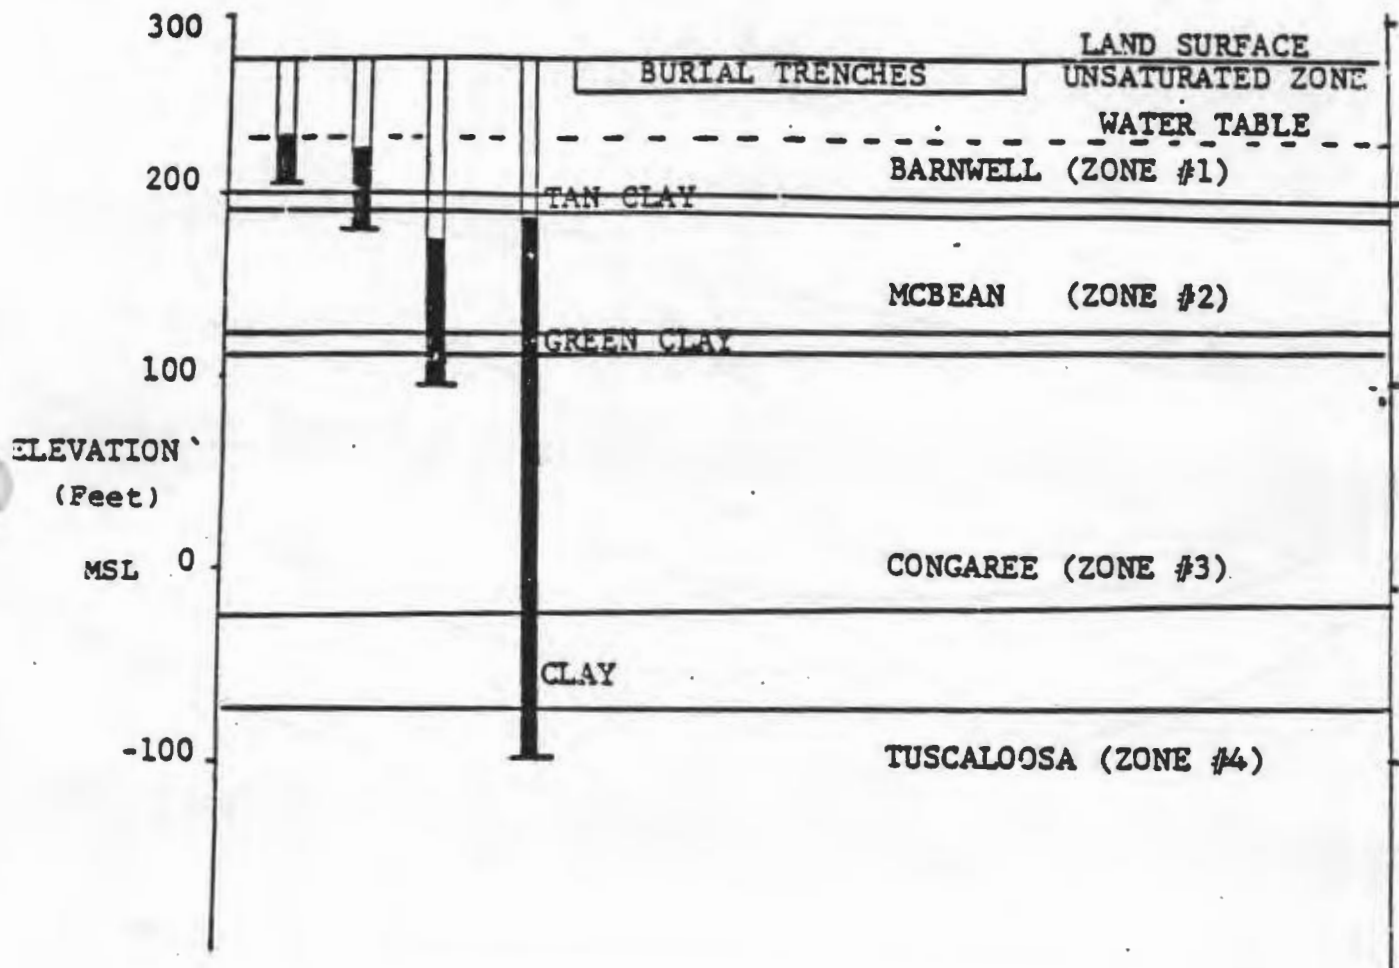 300
LAND SURFACE
BURIAL TRENCHES
UNSATURATED ZONE
WATER TABLE
BARNWELL (ZONE #1)
200
TAN CLAY
MCBEAN (ZONE #2)
GREEN CLAY
100
ELEVATION
(Feet)
MSL 0
CONGAREE (ZONE #3)
CLAY
-100
TUSCALOOSA (ZONE #4)